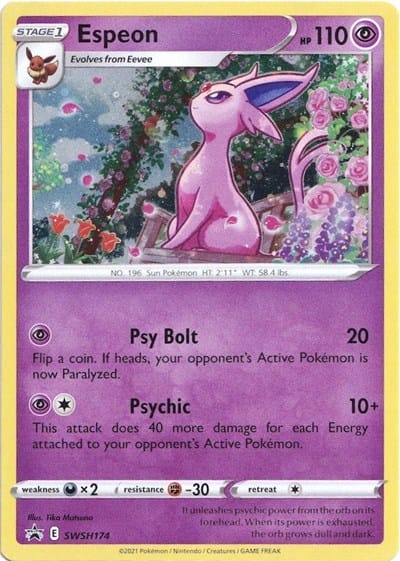 STAGE1 Espeon HP 110
Evolves from Eevee
NO. 196 Sun Pokémon HT: 2'11" WT: 58.4 lbs.
Psy Bolt 20
Flip a coin. If heads, your opponent's Active Pokémon is
now Paralyzed.
Psychic 10+
This attack does 40 more damage for each Energy
attached to your opponent's Active Pokémon.
weakness ×2 resistance -30 retreat
Illus. Tika Matsuno
It unleashes psychic power from the orb on its
forehead. When its power is exhausted,
the orb grows dull and dark.
E SWSH174
©2021 Pokémon / Nintendo / Creatures / GAME FREAK